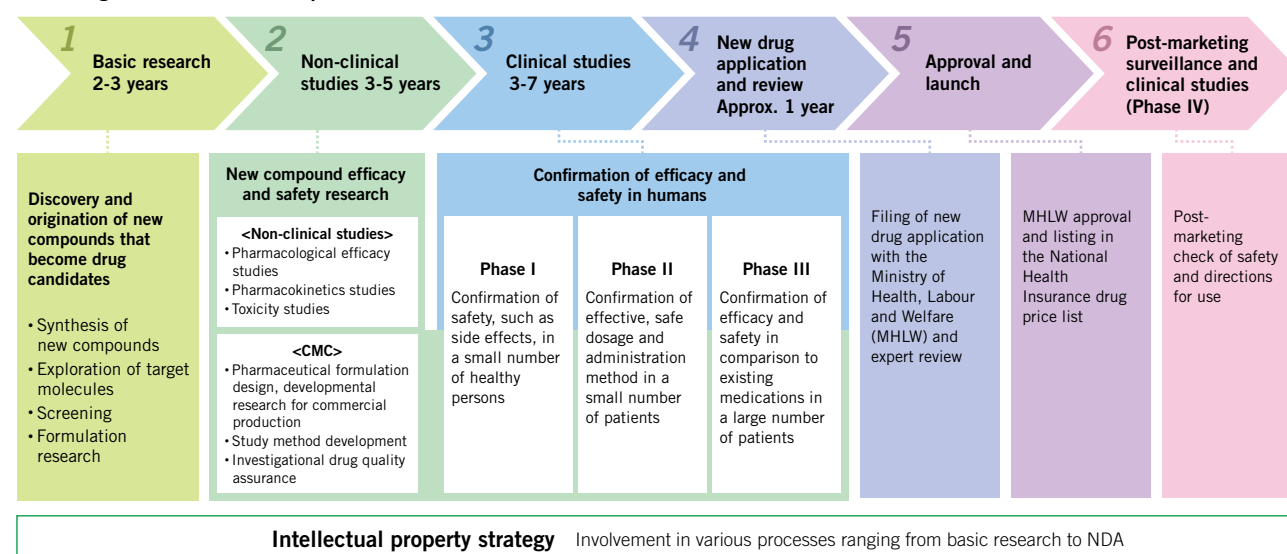 1
Basic research
2-3 years
2
Non-clinical
studies 3-5 years
3
Clinical studies
3-7 years
4
New drug
application
and review
Approx. 1 year
5
Approval and
launch
6
Post-marketing
surveillance and
clinical studies
(Phase IV)
Discovery and
origination of new
compounds that
become drug
candidates
• Synthesis of
new compounds
• Exploration of target
molecules
• Screening
• Formulation
research
New compound efficacy
and safety research
<Non-clinical studies>
• Pharmacological efficacy
studies
• Pharmacokinetics studies
• Toxicity studies
<CMC>
• Pharmaceutical formulation
design, developmental
research for commercial
production
• Study method development
• Investigational drug quality
assurance
Confirmation of efficacy and
safety in humans
Phase I
Confirmation of
safety, such as
side effects, in
a small number
of healthy
persons
Phase II
Confirmation of
effective, safe
dosage and
administration
method in a
small number
of patients
Phase III
Confirmation of
efficacy and
safety in
comparison to
existing
medications in
a large number
of patients
Filing of new
drug application
with the
Ministry of
Health, Labour
and Welfare
(MHLW) and
expert review
MHLW approval
and listing in
the National
Health
Insurance drug
price list
Post-
marketing
check of safety
and directions
for use
Intellectual property strategy Involvement in various processes ranging from basic research to NDA